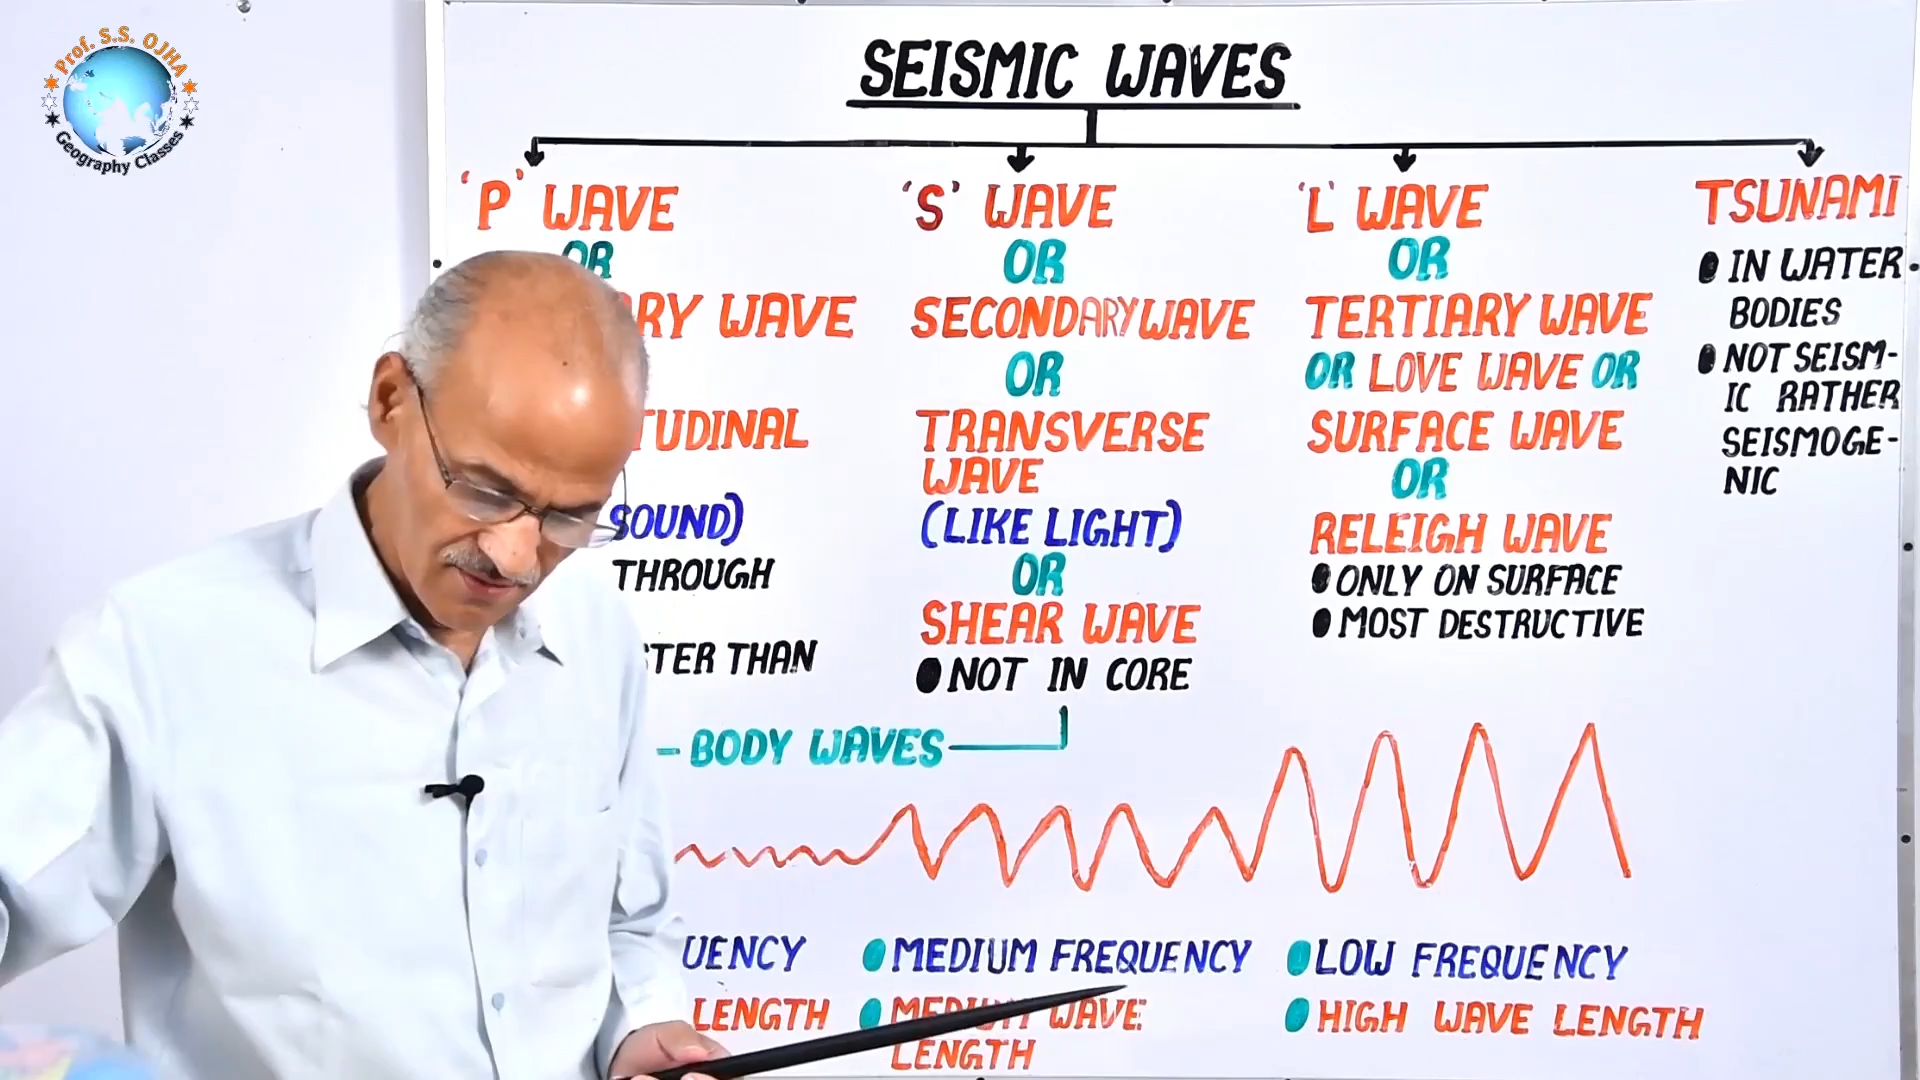 Prof. S.S. OJHA
Geography Classes
SEISMIC WAVES
'P' WAVE
OR
RY WAVE
TUDINAL
SOUND)
THROUGH
STER THAN
'S' WAVE
OR
SECONDARY WAVE
OR
TRANSVERSE
WAVE
(LIKE LIGHT)
OR
SHEAR WAVE
NOT IN CORE
- BODY WAVES
'L' WAVE
OR
TERTIARY WAVE
OR LOVE WAVE OR
SURFACE WAVE
OR
RELEIGH WAVE
ONLY ON SURFACE
MOST DESTRUCTIVE
TSUNAMI
IN WATER
BODIES
NOT SEISM-
IC RATHER
SEISMOGE-
NIC
UENCY
LENGTH
MEDIUM FREQUENCY
MEDIUM WAVE
LENGTH
LOW FREQUENCY
HIGH WAVE LENGTH